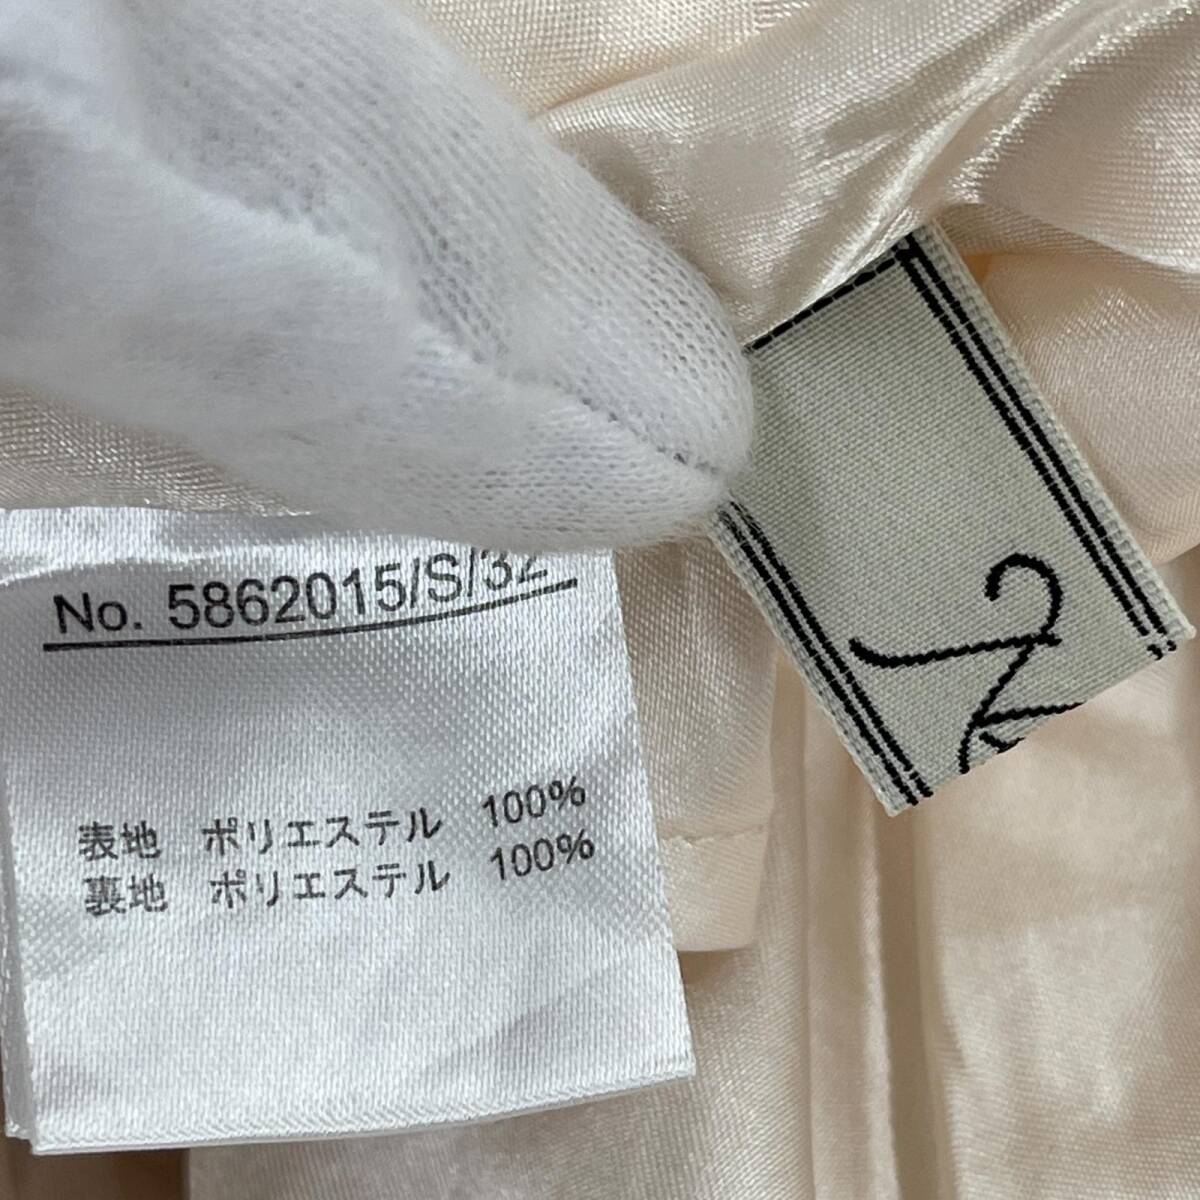 No. 5862015/S/32
表地 ポリエステル 100%
裏地 ポリエステル 100%